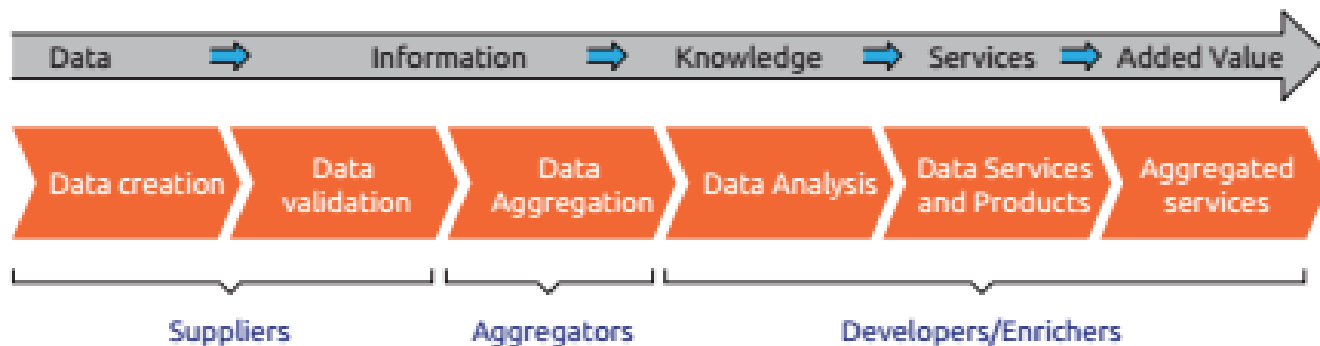 Data Information Knowledge Services Added Value
Data creation
Data
validation
Data
Aggregation
Data Analysis
Data Services
and Products
Aggregated
services
Suppliers Aggregators Developers/Enrichers